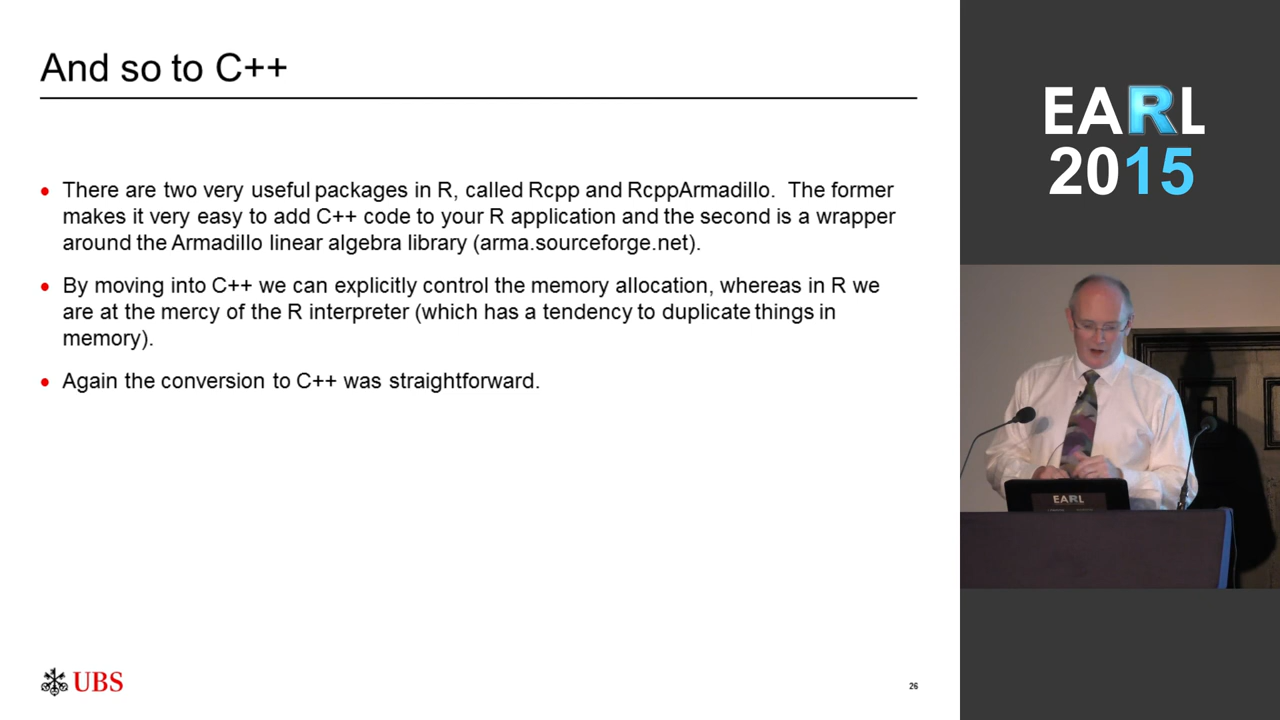 And so to C++
There are two very useful packages in R, called Rcpp and RcppArmadillo. The former
makes it very easy to add C++ code to your R application and the second is a wrapper
around the Armadillo linear algebra library (arma.sourceforge.net).
By moving into C++ we can explicitly control the memory allocation, whereas in R we
are at the mercy of the R interpreter (which has a tendency to duplicate things in
memory).
Again the conversion to C++ was straightforward.
UBS
26
EARL
2015
EARL